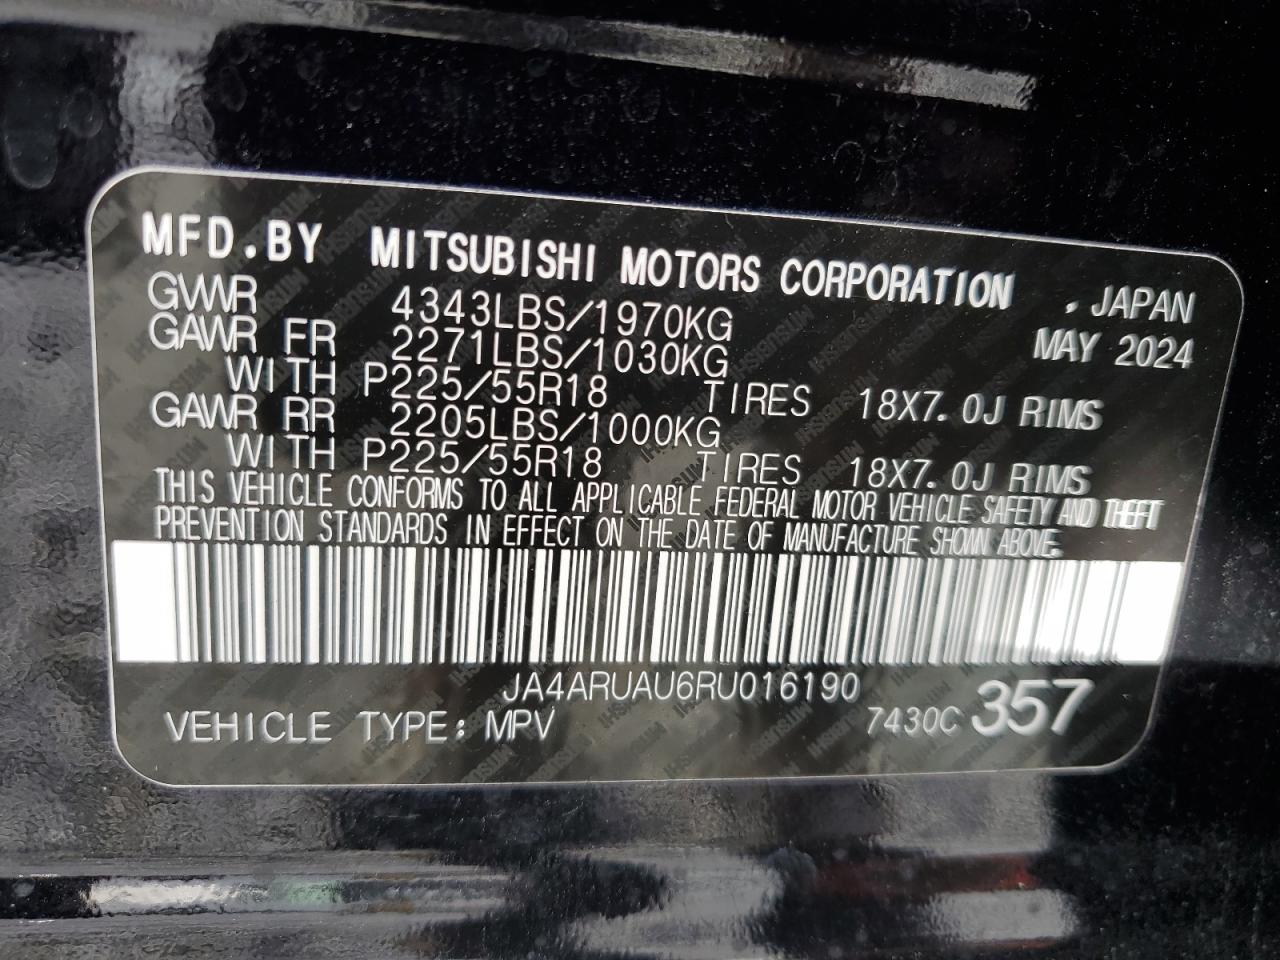 MFD.BY MITSUBISHI MOTORS CORPORATION , JAPAN
GVWR 4343LBS/1970KG MAY 2024
GAWR FR 2271LBS/1030KG
WITH P225/55R18 TIRES 18X7.0J RIMS
GAWR RR 2205LBS/1000KG
WITH P225/55R18 TIRES 18X7.0J RIMS
THIS VEHICLE CONFORMS TO ALL APPLICABLE FEDERAL MOTOR VEHICLE SAFETY AND THEFT
PREVENTION STANDARDS IN EFFECT ON THE DATE OF MANUFACTURE SHOWN ABOVE.
JA4ARUAU6RU016190
VEHICLE TYPE: MPV 7430C 357